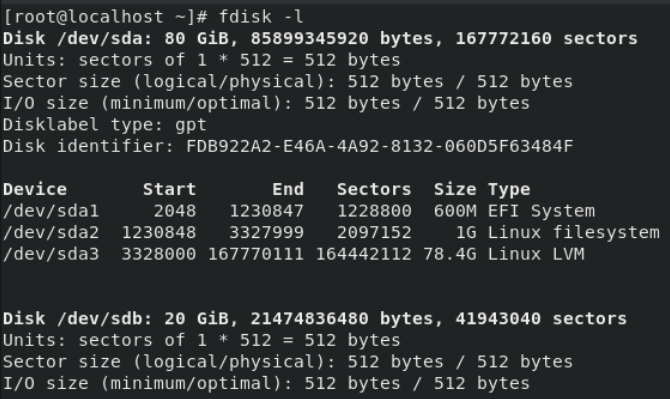 [root@localhost ~]# fdisk -l
Disk /dev/sda: 80 GiB, 85899345920 bytes, 167772160 sectors
Units: sectors of 1 * 512 = 512 bytes
Sector size (logical/physical): 512 bytes / 512 bytes
I/O size (minimum/optimal): 512 bytes / 512 bytes
Disklabel type: gpt
Disk identifier: FDB922A2-E46A-4A92-8132-060D5F63484F

Device       Start       End   Sectors  Size Type
/dev/sda1     2048   1230847   1228800  600M EFI System
/dev/sda2  1230848   3327999   2097152    1G Linux filesystem
/dev/sda3  3328000 167770111 164442112 78.4G Linux LVM

Disk /dev/sdb: 20 GiB, 21474836480 bytes, 41943040 sectors
Units: sectors of 1 * 512 = 512 bytes
Sector size (logical/physical): 512 bytes / 512 bytes
I/O size (minimum/optimal): 512 bytes / 512 bytes